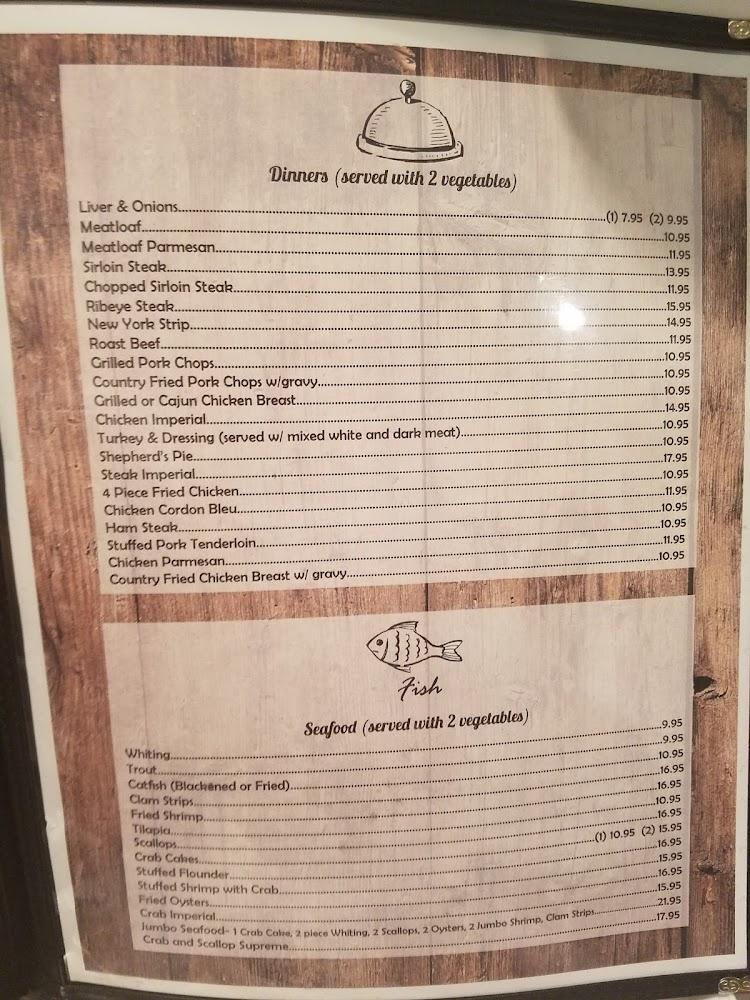 Dinners (served with 2 vegetables)
Liver & Onions (1) 7.95 (2) 9.95
Meatloaf 10.95
Meatloaf Parmesan 11.95
Sirloin Steak 13.95
Chopped Sirloin Steak 11.95
Ribeye Steak 15.95
New York Strip 14.95
Roast Beef 11.95
Grilled Pork Chops 10.95
Country Fried Pork Chops w/gravy 10.95
Grilled or Cajun Chicken Breast 10.95
Chicken Imperial 14.95
Turkey & Dressing (served w/ mixed white and dark meat) 10.95
Shepherd's Pie 10.95
Steak Imperial 17.95
4 Piece Fried Chicken 10.95
Chicken Cordon Bleu 11.95
Ham Steak 10.95
Stuffed Pork Tenderloin 10.95
Chicken Parmesan 11.95
Country Fried Chicken Breast w/ gravy 10.95
Fish
Seafood (served with 2 vegetables)
Whiting 9.95
Trout 9.95
Catfish (Blackened or Fried) 10.95
Clam Strips 16.95
Fried Shrimp 16.95
Tilapia 10.95
Scallops 16.95
Crab Cakes (1) 10.95 (2) 15.95
Stuffed Flounder 16.95
Stuffed Shrimp with Crab 15.95
Fried Oysters 16.95
Crab Imperial 15.95
Jumbo Seafood- 1 Crab Cake, 2 piece Whiting, 2 Scallops, 2 Oysters, 2 Jumbo Shrimp, Clam Strips 21.95
Crab and Scallop Supreme 17.95